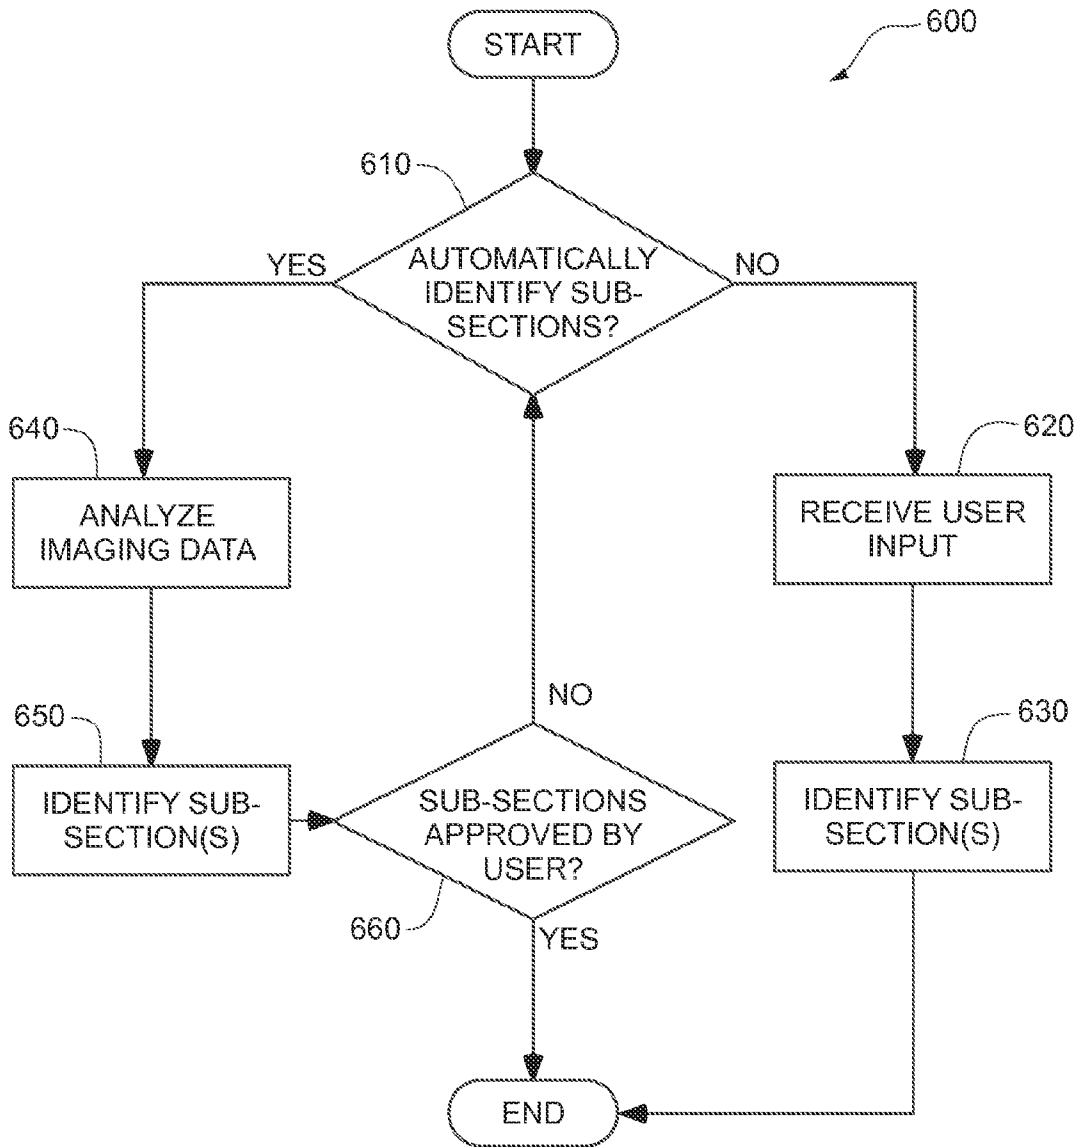 START
600
610
AUTOMATICALLY
IDENTIFY SUB-
SECTIONS?
YES
NO
640
620
ANALYZE
IMAGING DATA
RECEIVE USER
INPUT
NO
650
630
IDENTIFY SUB-
SECTION(S)
SUB-SECTIONS
APPROVED BY
USER?
IDENTIFY SUB-
SECTION(S)
660
YES
END